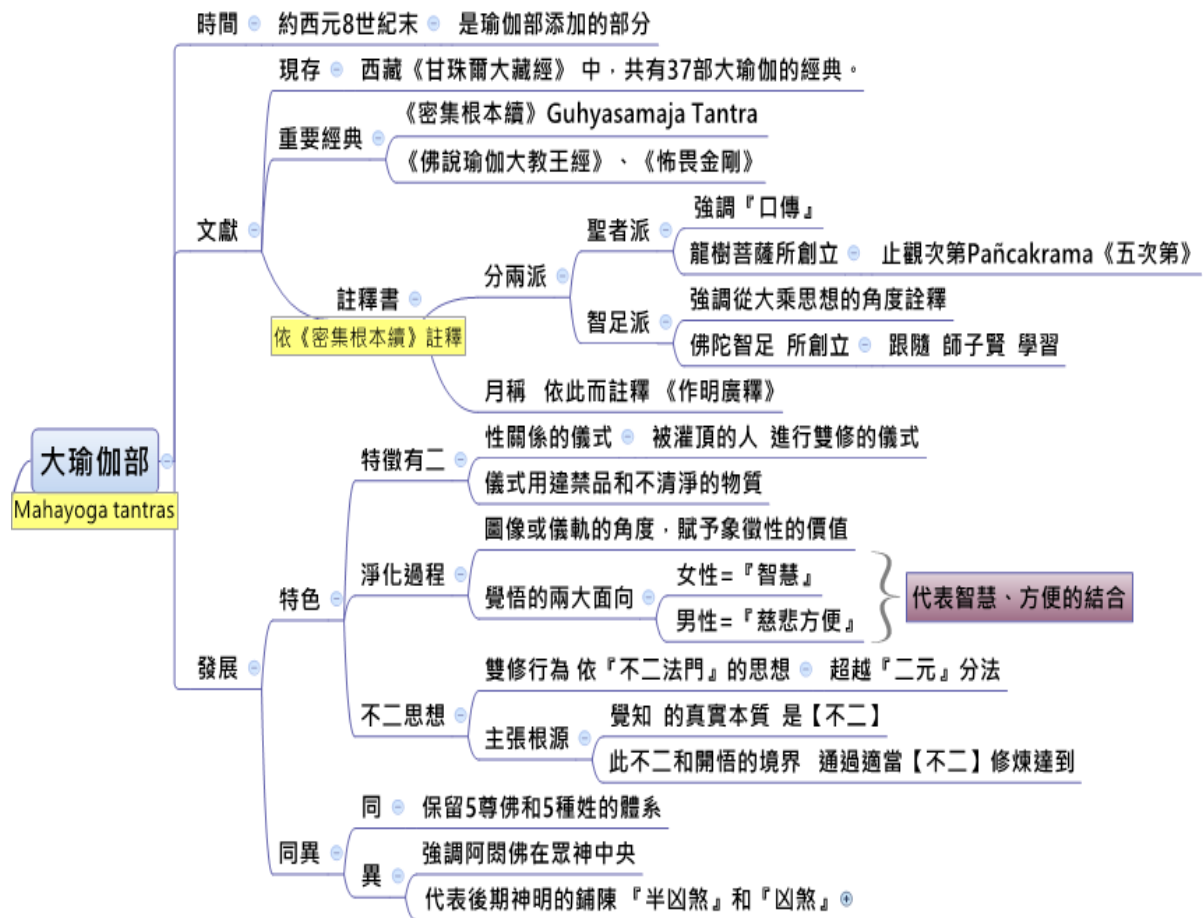 時間
約西元8世紀末
是瑜伽部添加的部分
現存
西藏《甘珠爾大藏經》 中，共有37部大瑜伽的經典。
重要經典
《密集根本續》Guhyasamaja Tantra
《佛說瑜伽大教王經》、《怖畏金剛》
文獻
註釋書
依《密集根本續》註釋
分兩派
聖者派
強調『口傳』
龍樹菩薩所創立
止觀次第Pañcakrama《五次第》
智足派
強調從大乘思想的角度詮釋
佛陀智足 所創立
跟隨 師子賢 學習
月稱 依此而註釋 《作明廣釋》
大瑜伽部
Mahayoga tantras
發展
特色
特徵有二
性關係的儀式
被灌頂的人 進行雙修的儀式
儀式用違禁品和不清淨的物质
淨化過程
圖像或儀軌的角度，賦予象徵性的價值
覺悟的兩大面向
女性=『智慧』
男性=『慈悲方便』
代表智慧、方便的結合
不二思想
雙修行為 依『不二法門』的思想
超越『二元』分法
主張根源
覺知 的真實本质 是【不二】
此不二和開悟的境界 通過適當【不二】修煉達到
同異
同
保留5尊佛和5種姓的體系
異
強調阿閦佛在眾神中央
代表後期神明的鋪陳 『半凶煞』和『凶煞』